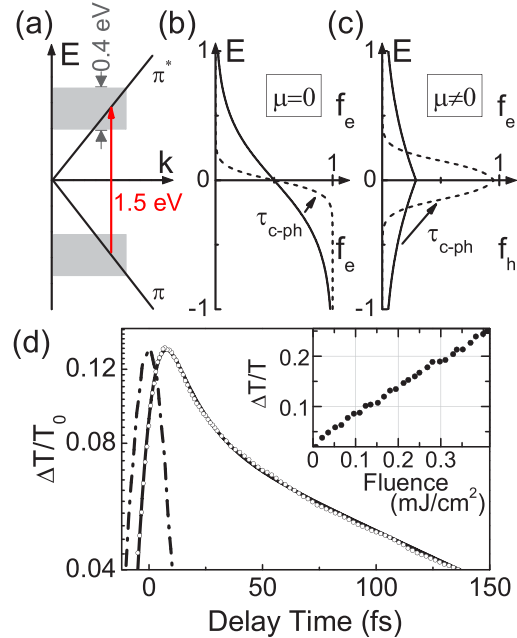 (a)
0.4 eV
E
π*
k
1.5 eV
π
(b)
1
E
μ=0
fe
0
1
τc-ph
fe
-1
(c)
1
E
μ≠0
fe
0
1
τc-ph
fh
-1
(d)
0.12
0.08
0.04
ΔT/T0
0
50
100
150
Delay Time (fs)
0.2
0.1
ΔT/T
0
0.1
0.2
0.3
Fluence
(mJ/cm²)